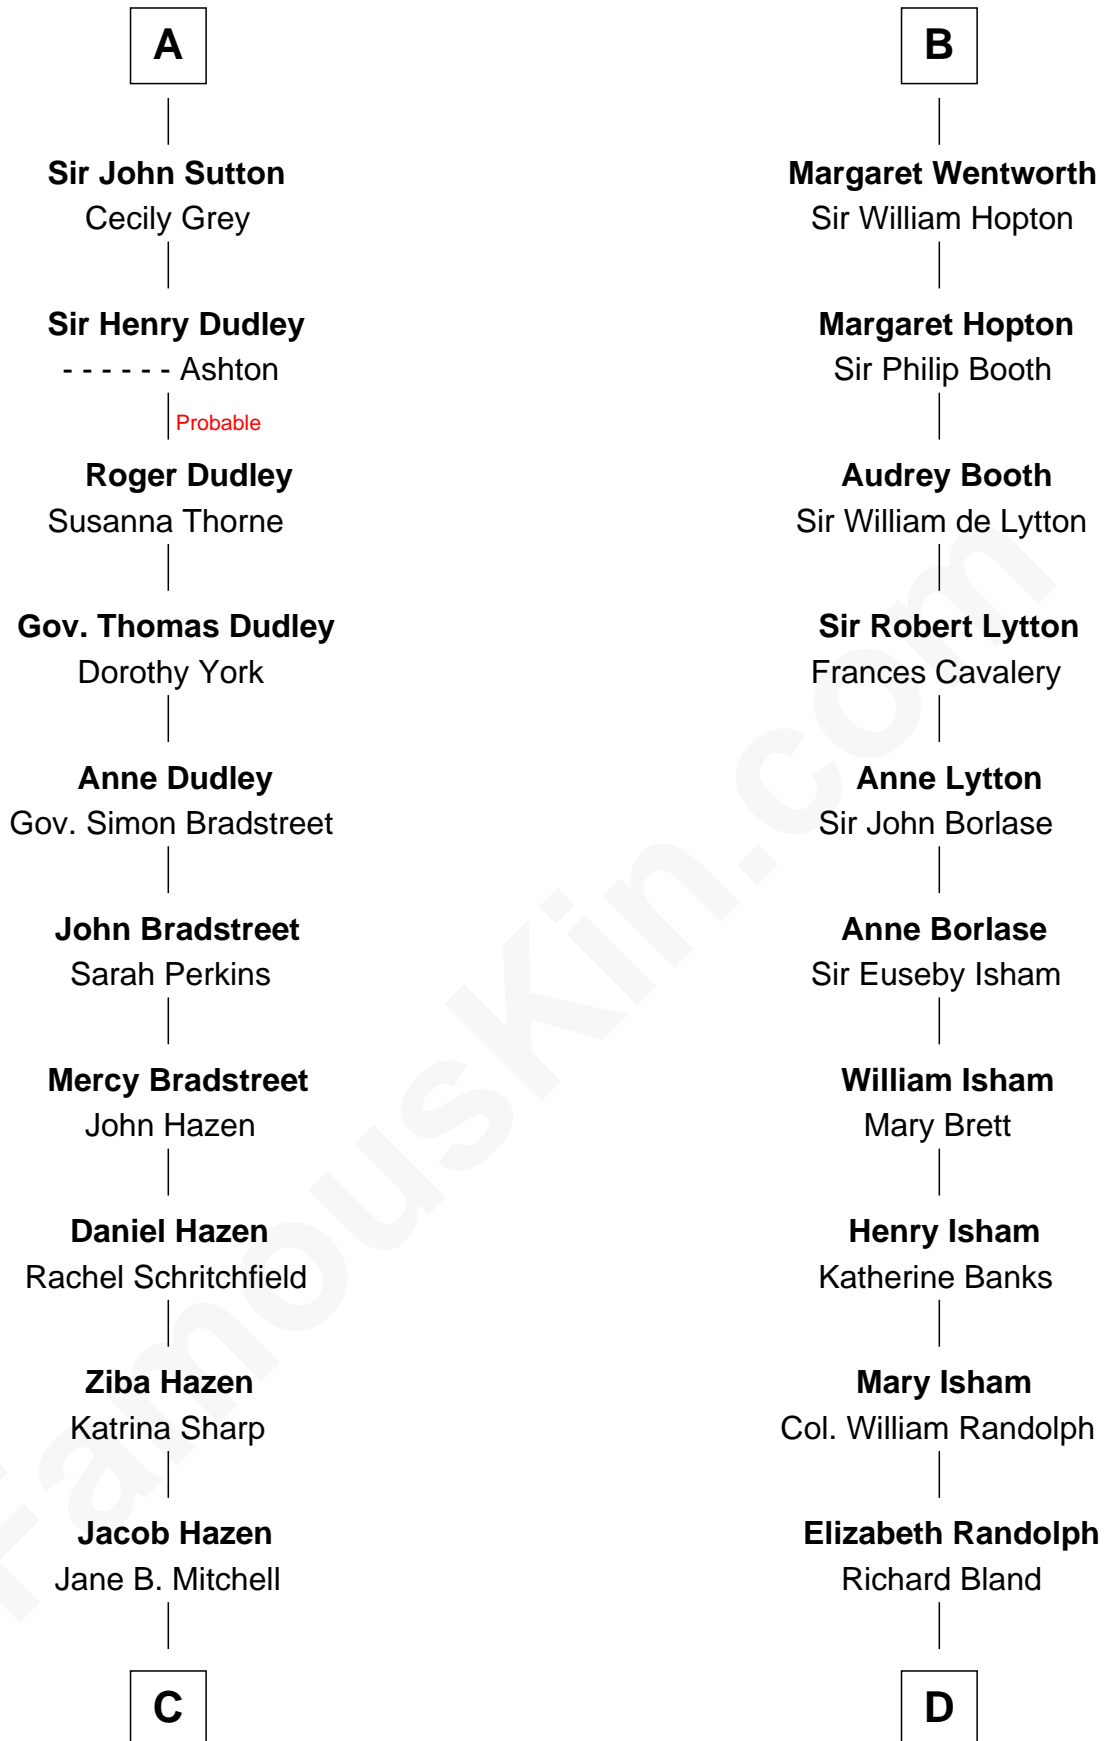 A
Sir John Sutton
Cecily Grey
Sir Henry Dudley
- - - - - - Ashton
Probable
Roger Dudley
Susanna Thorne
Gov. Thomas Dudley
Dorothy York
Anne Dudley
Gov. Simon Bradstreet
John Bradstreet
Sarah Perkins
Mercy Bradstreet
John Hazen
Daniel Hazen
Rachel Schritchfield
Ziba Hazen
Katrina Sharp
Jacob Hazen
Jane B. Mitchell
C
B
Margaret Wentworth
Sir William Hopton
Margaret Hopton
Sir Philip Booth
Audrey Booth
Sir William de Lytton
Sir Robert Lytton
Frances Cavalery
Anne Lytton
Sir John Borlase
Anne Borlase
Sir Euseby Isham
William Isham
Mary Brett
Henry Isham
Katherine Banks
Mary Isham
Col. William Randolph
Elizabeth Randolph
Richard Bland
D
FamousKin.com